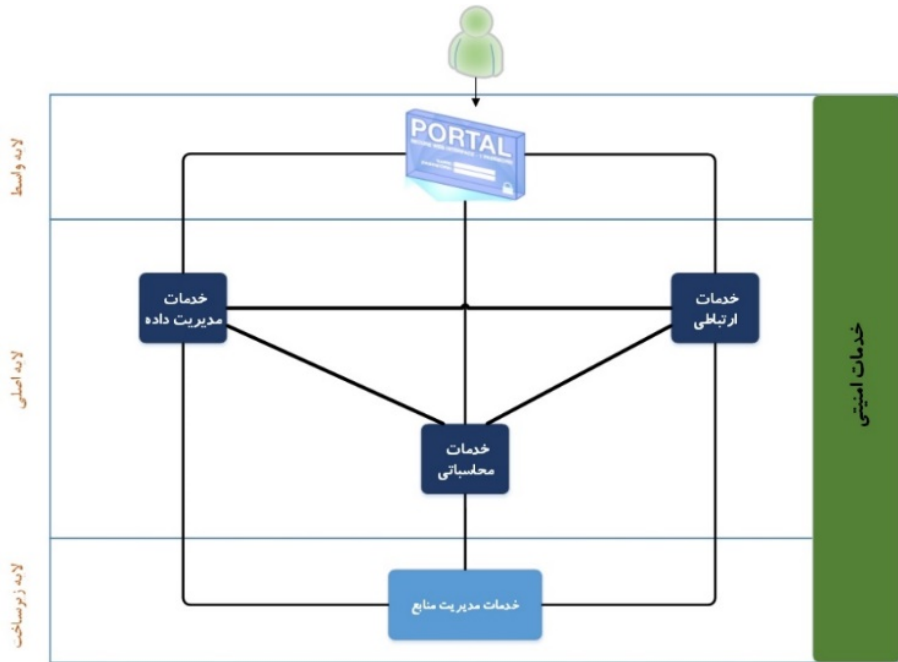 PORTAL
لایه واسط
خدمات
مدیریت داده
خدمات
ارتباطی
خدمات امنیتی
لایه اصلی
خدمات
محاسباتی
لایه زیرساخت
خدمات مدیریت منابع